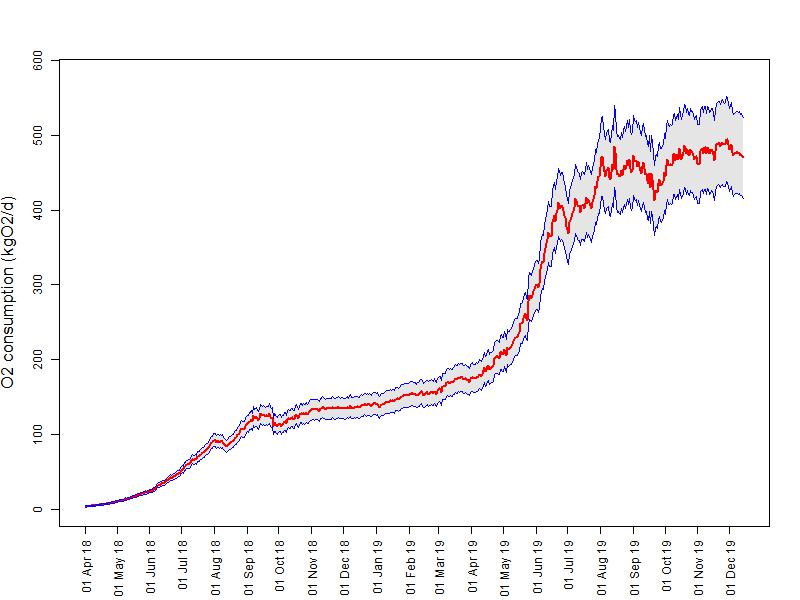 O2 consumption (kgO2/d)
600
500
400
300
200
100
0
01 Apr 18
01 May 18
01 Jun 18
01 Jul 18
01 Aug 18
01 Sep 18
01 Oct 18
01 Nov 18
01 Dec 18
01 Jan 19
01 Feb 19
01 Mar 19
01 Apr 19
01 May 19
01 Jun 19
01 Jul 19
01 Aug 19
01 Sep 19
01 Oct 19
01 Nov 19
01 Dec 19